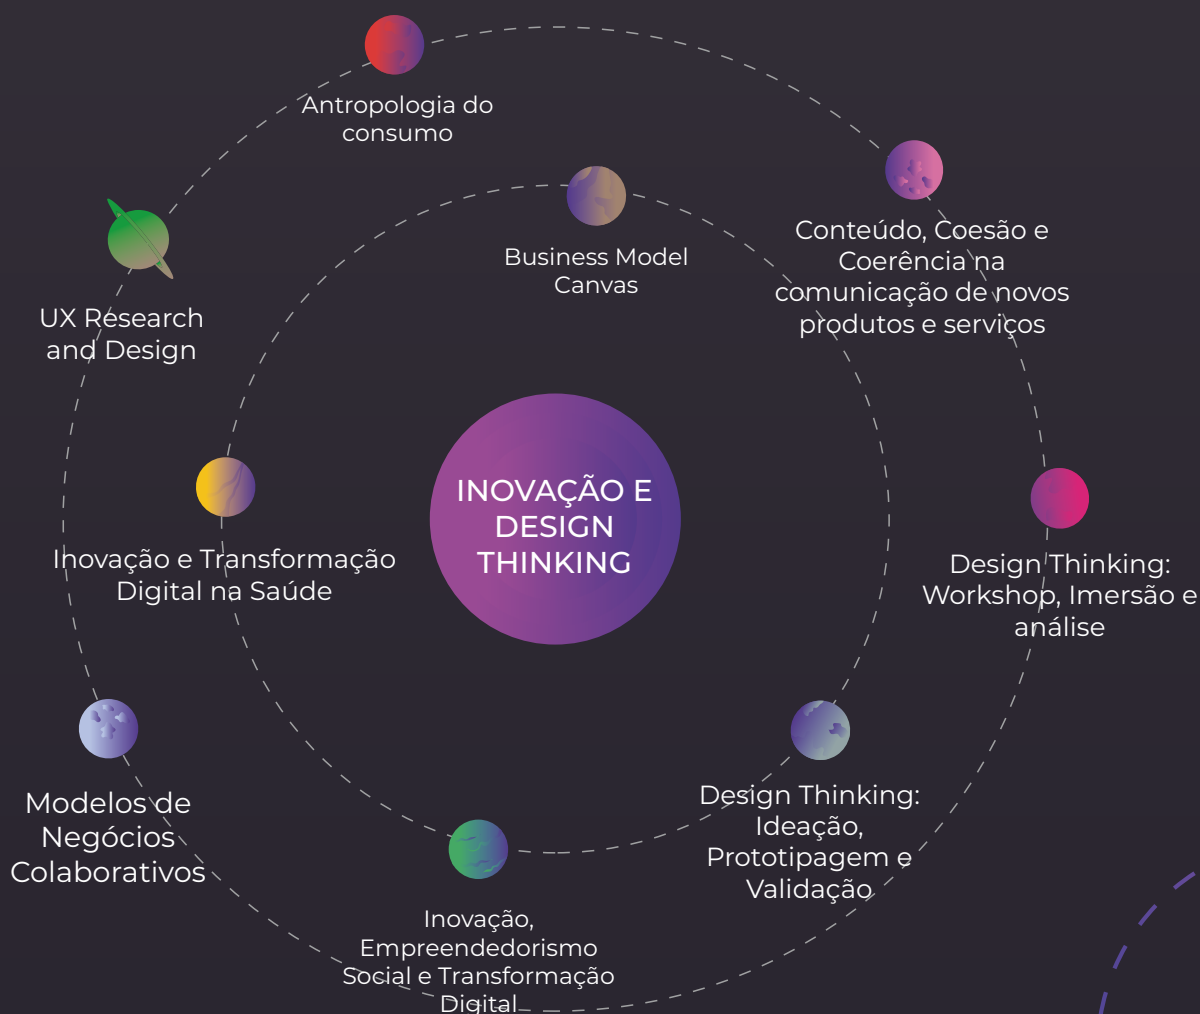 Antropologia do
consumo
Business Model
Canvas
Conteúdo, Coesão e
Coerência na
comunicação de novos
produtos e serviços
UX Research
and Design
INOVAÇÃO E
DESIGN
THINKING
Inovação e Transformação
Digital na Saúde
Design Thinking:
Workshop, Imersão e
análise
Modelos de
Negócios
Colaborativos
Design Thinking:
Ideação,
Prototipagem e
Validação
Inovação,
Empreendedorismo
Social e Transformação
Digital